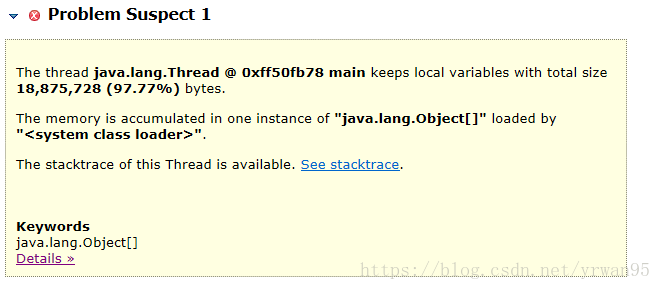 Problem Suspect 1
The thread java.lang.Thread @ 0xff50fb78 main keeps local variables with total size
18,875,728 (97.77%) bytes.
The memory is accumulated in one instance of "java.lang.Object[]" loaded by
"<system class loader>".
The stacktrace of this Thread is available. See stacktrace.
Keywords
java.lang.Object[]
Details »
https://blog.csdn.net/yrwan95